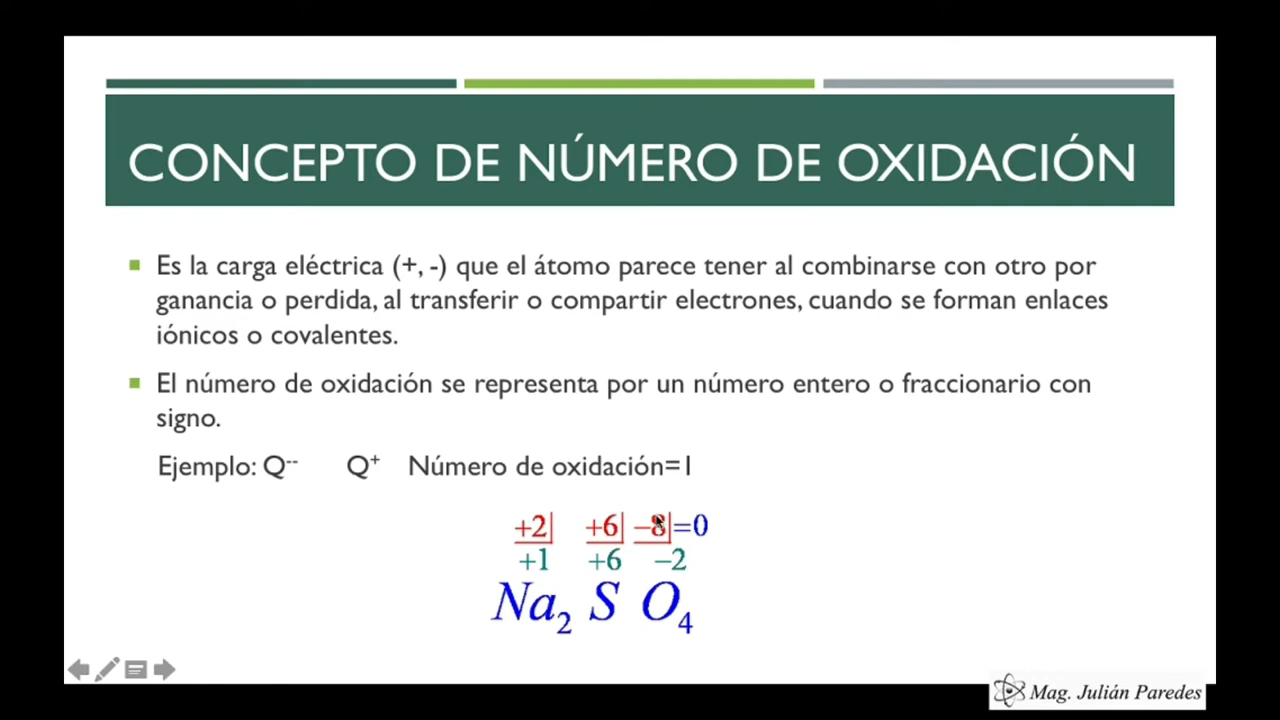 CONCEPTO DE NÚMERO DE OXIDACIÓN
Es la carga eléctrica (+, -) que el átomo parece tener al combinarse con otro por
ganancia o perdida, al transferir o compartir electrones, cuando se forman enlaces
iónicos o covalentes.
El número de oxidación se representa por un número entero o fraccionario con
signo.
Ejemplo: Q-- Q+ Número de oxidación=1
+2| +6| –8|=0
+1 +6 –2
Na2 S O4
Mag. Julián Paredes